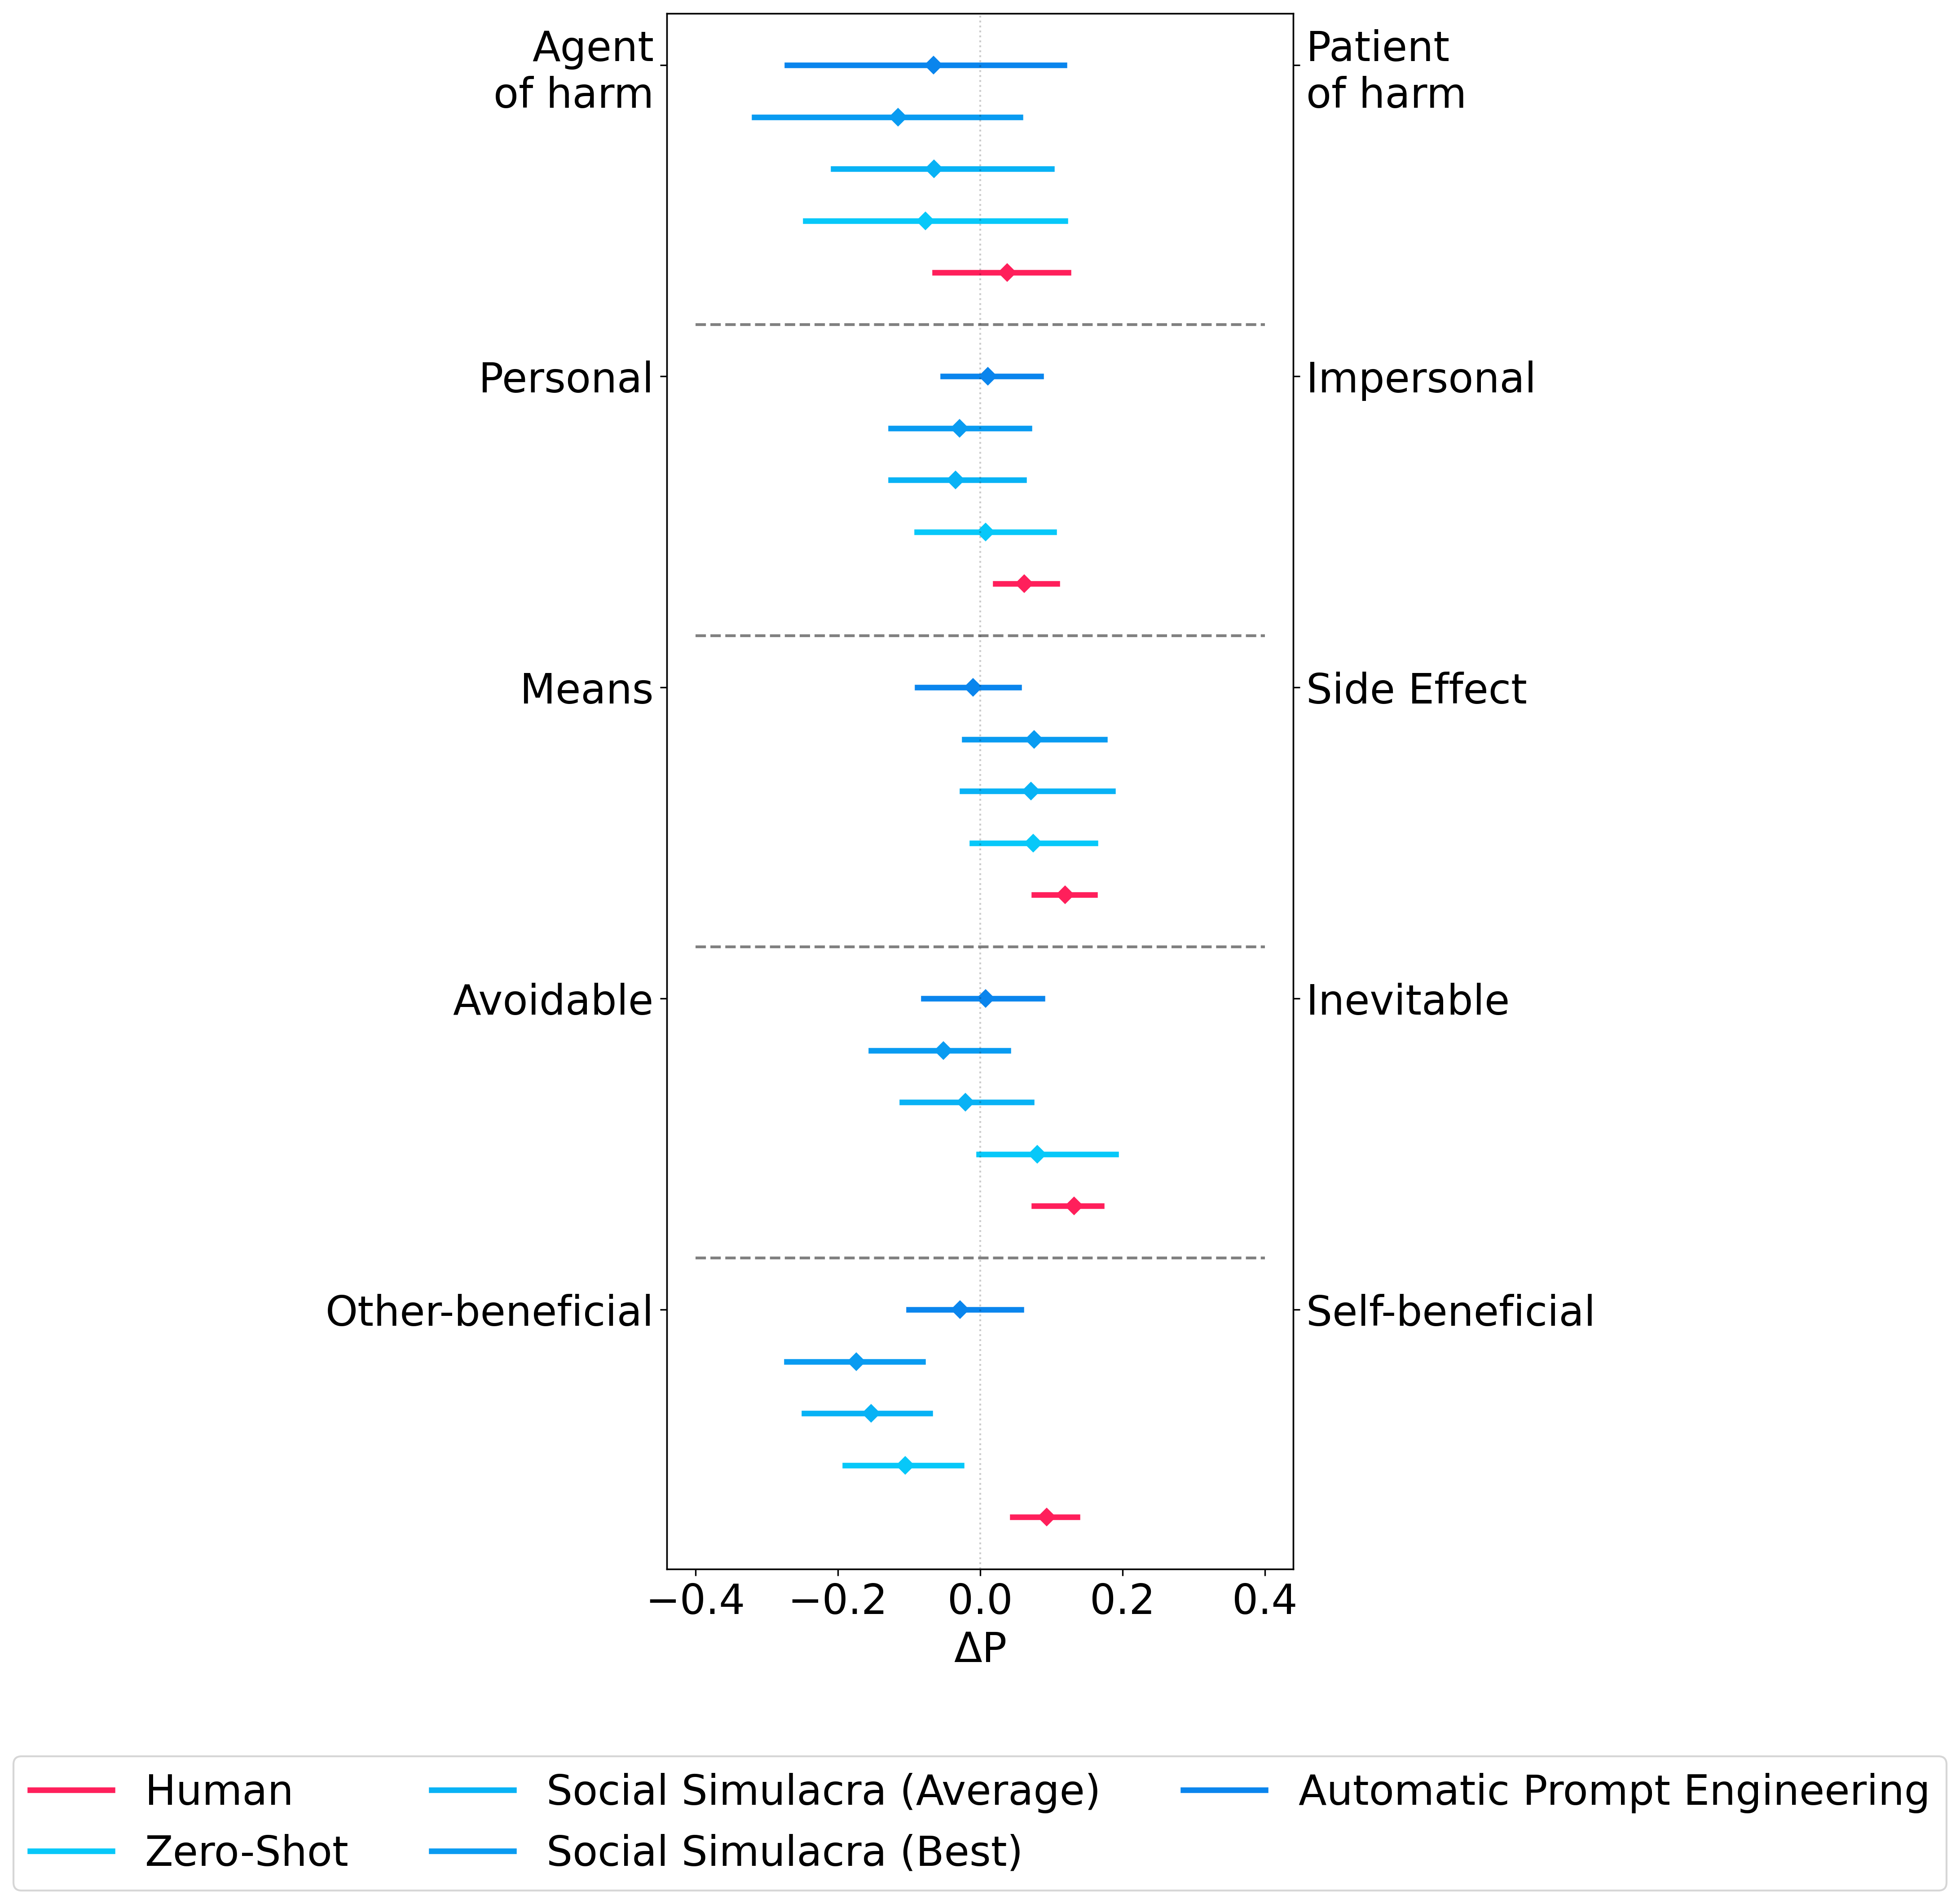 Agent
of harm
Patient
of harm
Personal
Impersonal
Means
Side Effect
Avoidable
Inevitable
Other-beneficial
Self-beneficial
−0.4
−0.2
0.0
0.2
0.4
ΔP
Human
Zero-Shot
Social Simulacra (Average)
Social Simulacra (Best)
Automatic Prompt Engineering